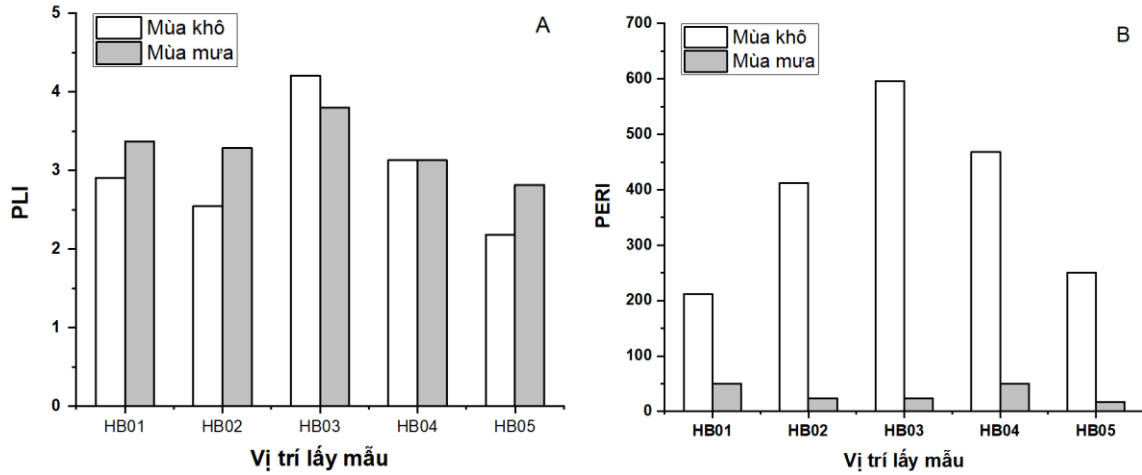 A
Mùa khô
Mùa mưa
5
4
3
2
1
0
PLI
HB01 HB02 HB03 HB04 HB05
Vị trí lấy mẫu
B
Mùa khô
Mùa mưa
700
600
500
400
300
200
100
0
PERI
HB01 HB02 HB03 HB04 HB05
Vị trí lấy mẫu